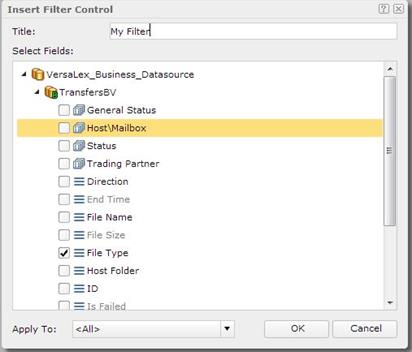 Insert Filter Control
Title: My Filter
Select Fields:
VersaLex_Business_Datasource
TransfersBV
General Status
Host\Mailbox
Status
Trading Partner
Direction
End Time
File Name
File Size
File Type
Host Folder
ID
Is Failed
Apply To: <All> OK Cancel